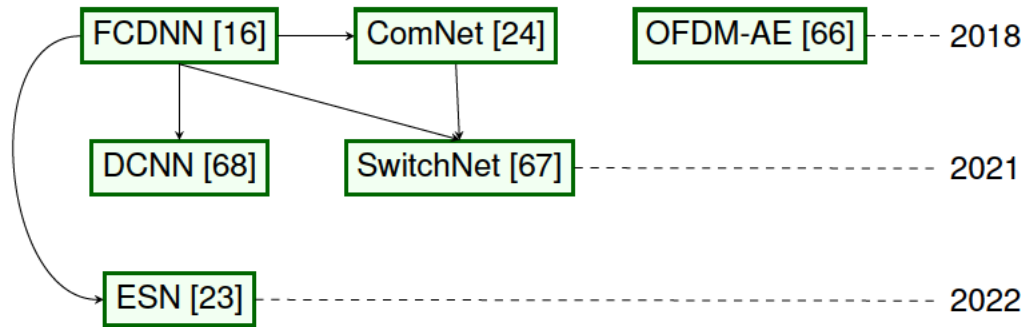 FCDNN [16] ComNet [24] OFDM-AE [66] 2018
DCNN [68] SwitchNet [67] 2021
ESN [23] 2022